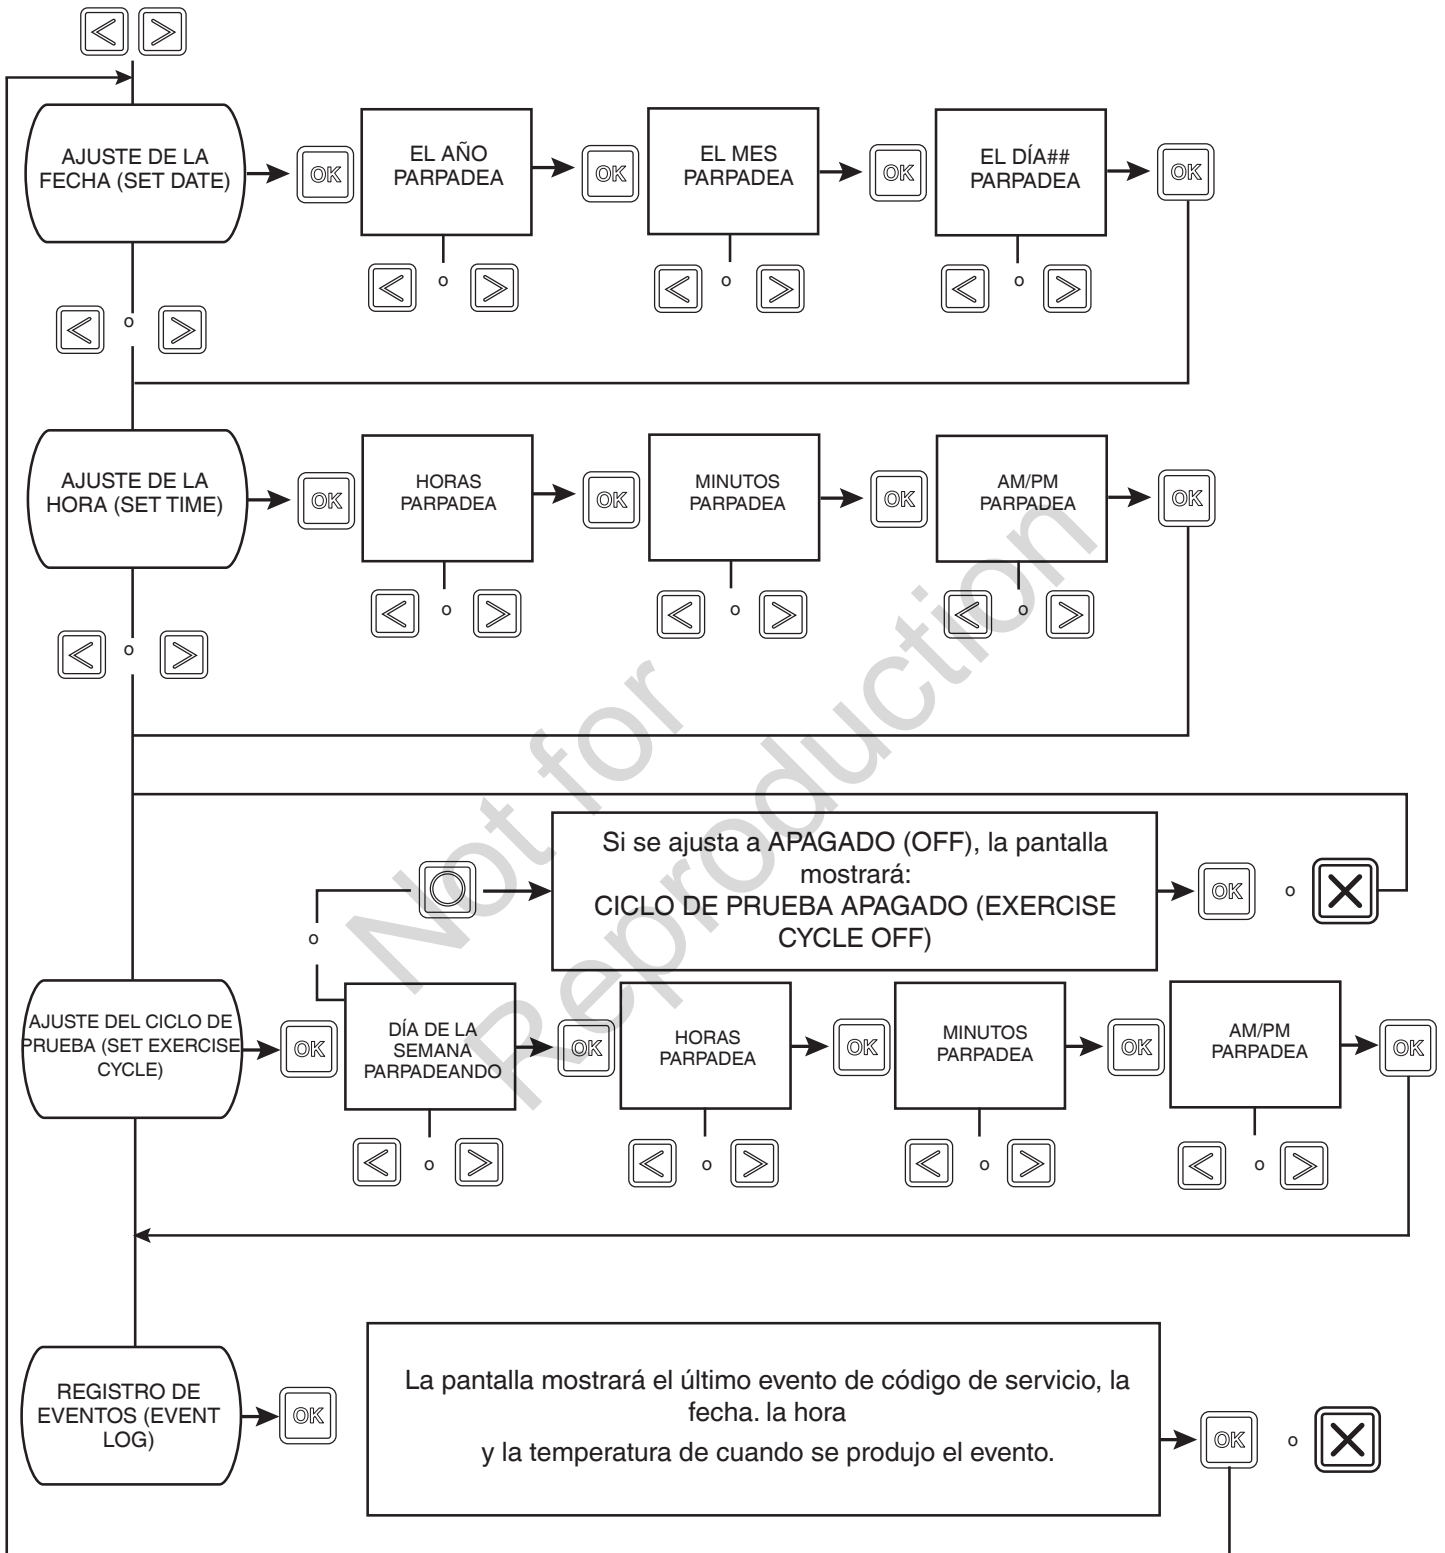 AJUSTE DE LA
FECHA (SET DATE)
OK
EL AÑO
PARPADEA
OK
EL MES
PARPADEA
OK
EL DÍA##
PARPADEA
OK
< >
< o >
< o >
< o >
< o >
AJUSTE DE LA
HORA (SET TIME)
OK
HORAS
PARPADEA
OK
MINUTOS
PARPADEA
OK
AM/PM
PARPADEA
OK
< o >
< o >
< o >
< o >
Not for
Reproduction
Si se ajusta a APAGADO (OFF), la pantalla
mostrará:
CICLO DE PRUEBA APAGADO (EXERCISE
CYCLE OFF)
OK
o
X
o
AJUSTE DEL CICLO DE
PRUEBA (SET EXERCISE
CYCLE)
OK
DÍA DE LA
SEMANA
PARPADEANDO
OK
HORAS
PARPADEA
OK
MINUTOS
PARPADEA
OK
AM/PM
PARPADEA
OK
< o >
< o >
< o >
< o >
REGISTRO DE
EVENTOS (EVENT
LOG)
OK
La pantalla mostrará el último evento de código de servicio, la
fecha. la hora
y la temperatura de cuando se produjo el evento.
OK
o
X